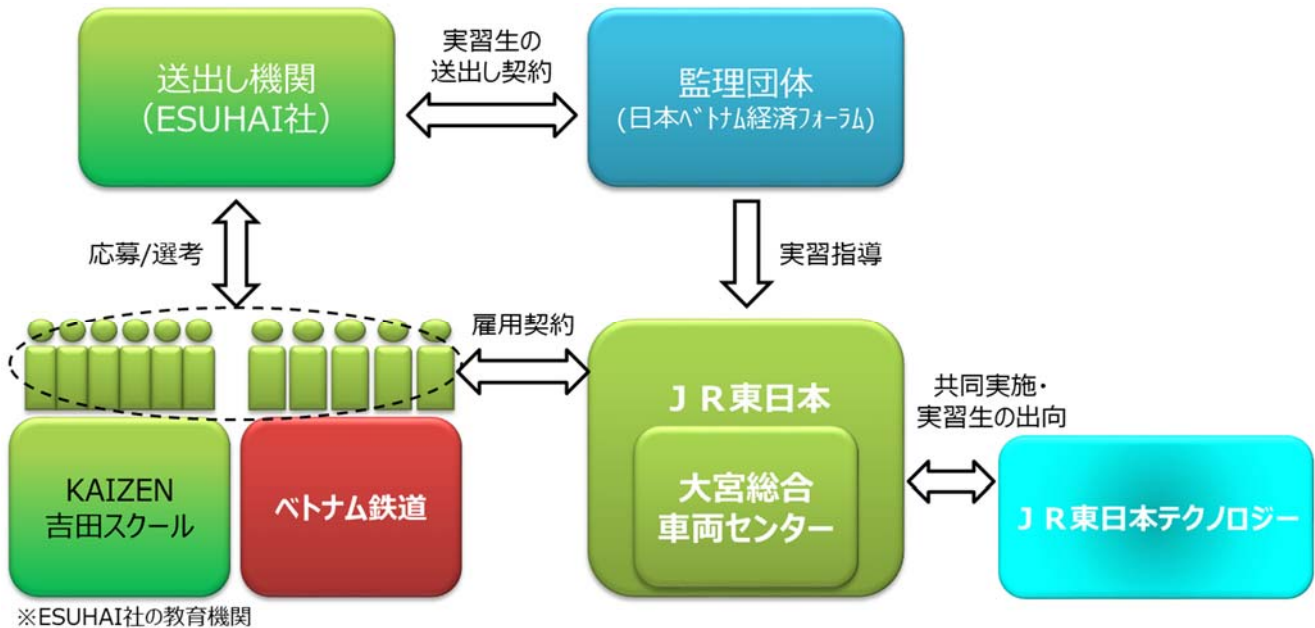 送出し機関
(ESUHAI社)
実習生の
送出し契約
監理団体
(日本ﾍﾞﾄﾅﾑ経済ﾌｫｰﾗﾑ)
応募/選考
実習指導
雇用契約
ＪＲ東日本
大宮総合
車両センター
共同実施・
実習生の出向
KAIZEN
吉田スクール
ベトナム鉄道
ＪＲ東日本テクノロジー
※ESUHAI社の教育機関